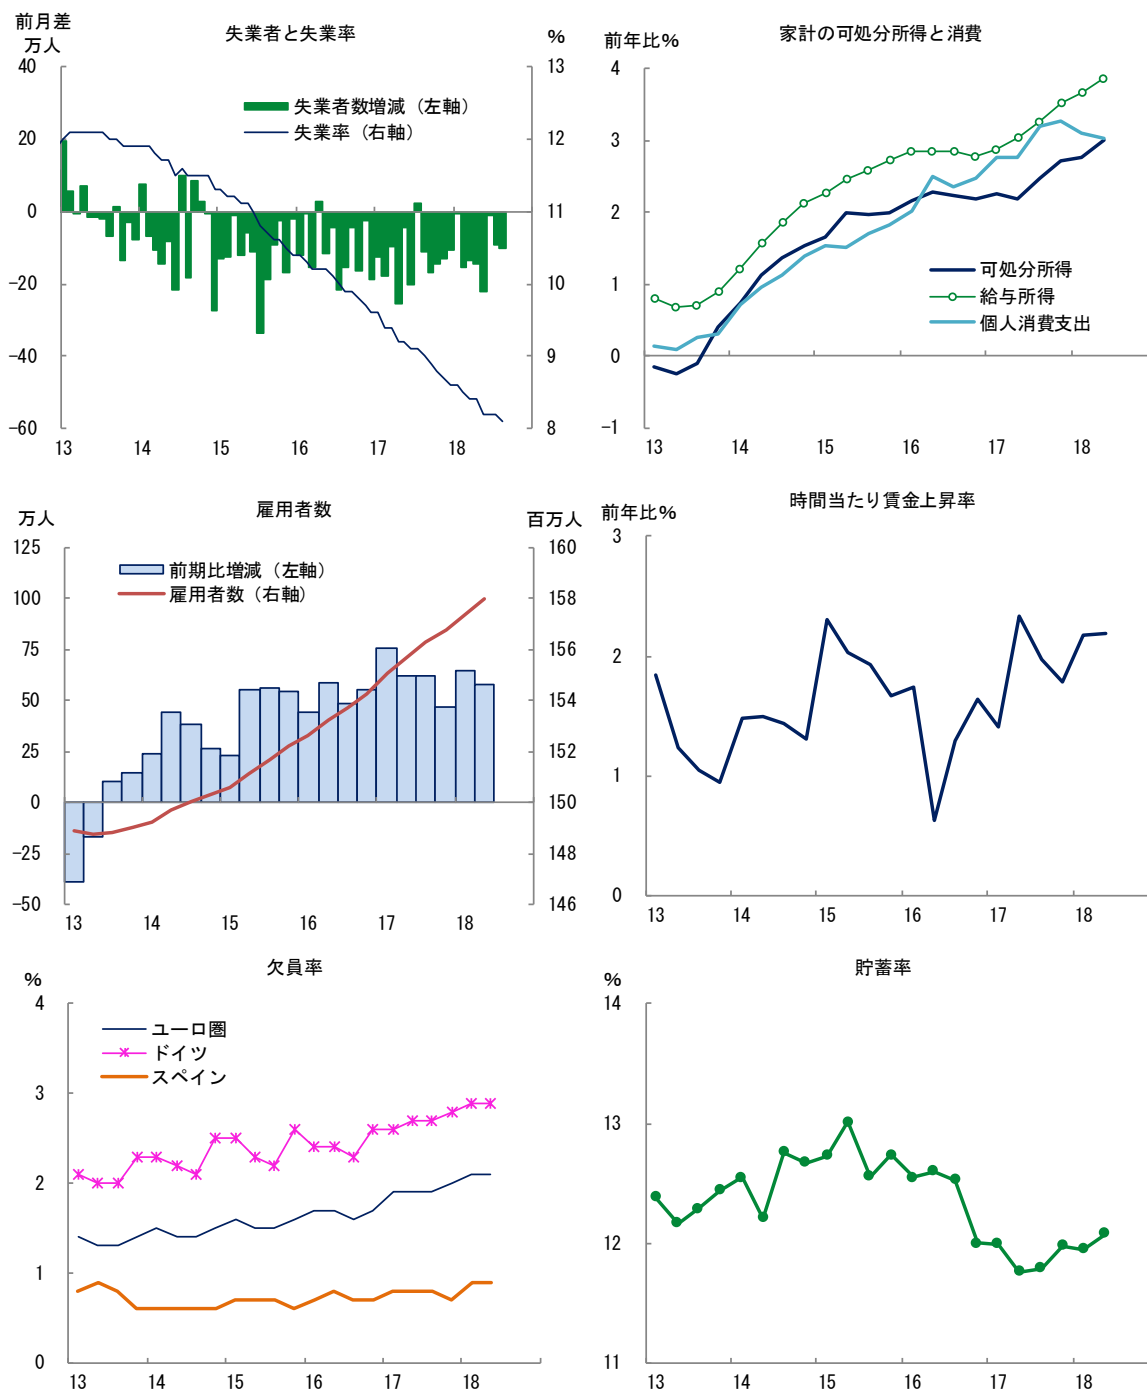 失業者と失業率
前月差
万人
%
40
20
0
−20
−40
−60
13
12
11
10
9
8
失業者数増減（左軸）
失業率（右軸）
13 14 15 16 17 18
家計の可処分所得と消費
前年比%
4
3
2
1
0
−1
可処分所得
給与所得
個人消費支出
13 14 15 16 17 18
雇用者数
万人
百万人
125
100
75
50
25
0
−25
−50
160
158
156
154
152
150
148
146
前期比増減（左軸）
雇用者数（右軸）
13 14 15 16 17 18
時間当たり賃金上昇率
前年比%
3
2
1
0
13 14 15 16 17 18
欠員率
%
4
3
2
1
0
ユーロ圏
ドイツ
スペイン
13 14 15 16 17 18
貯蓄率
%
14
13
12
11
13 14 15 16 17 18